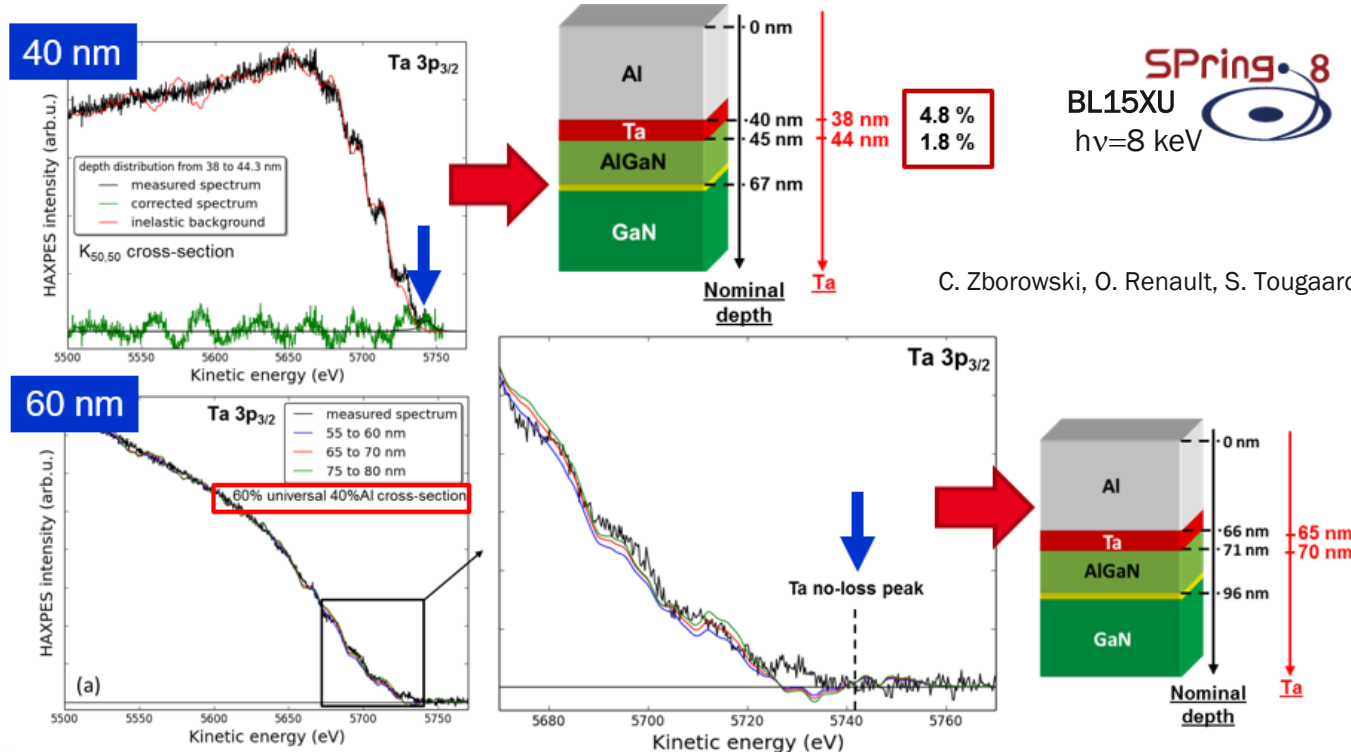 40 nm
Ta 3p3/2
HAXPES intensity (arb.u.)
depth distribution from 38 to 44.3 nm
measured spectrum
corrected spectrum
inelastic background
K50,50 cross-section
5500 5550 5600 5650 5700 5750
Kinetic energy (eV)
0 nm
Al
40 nm
Ta
45 nm
AlGaN
67 nm
GaN
Nominal
depth
38 nm
44 nm
Ta
4.8 %
1.8 %
SPring.8
BL15XU
hν=8 keV
C. Zborowski, O. Renault, S. Tougaard
60 nm
Ta 3p3/2
HAXPES intensity (arb.u.)
measured spectrum
55 to 60 nm
65 to 70 nm
75 to 80 nm
60% universal 40%Al cross-section
(a)
5500 5550 5600 5650 5700 5750
Kinetic energy (eV)
Ta 3p3/2
Ta no-loss peak
5680 5700 5720 5740 5760
Kinetic energy (eV)
0 nm
Al
66 nm
Ta
71 nm
AlGaN
96 nm
GaN
Nominal
depth
65 nm
70 nm
Ta